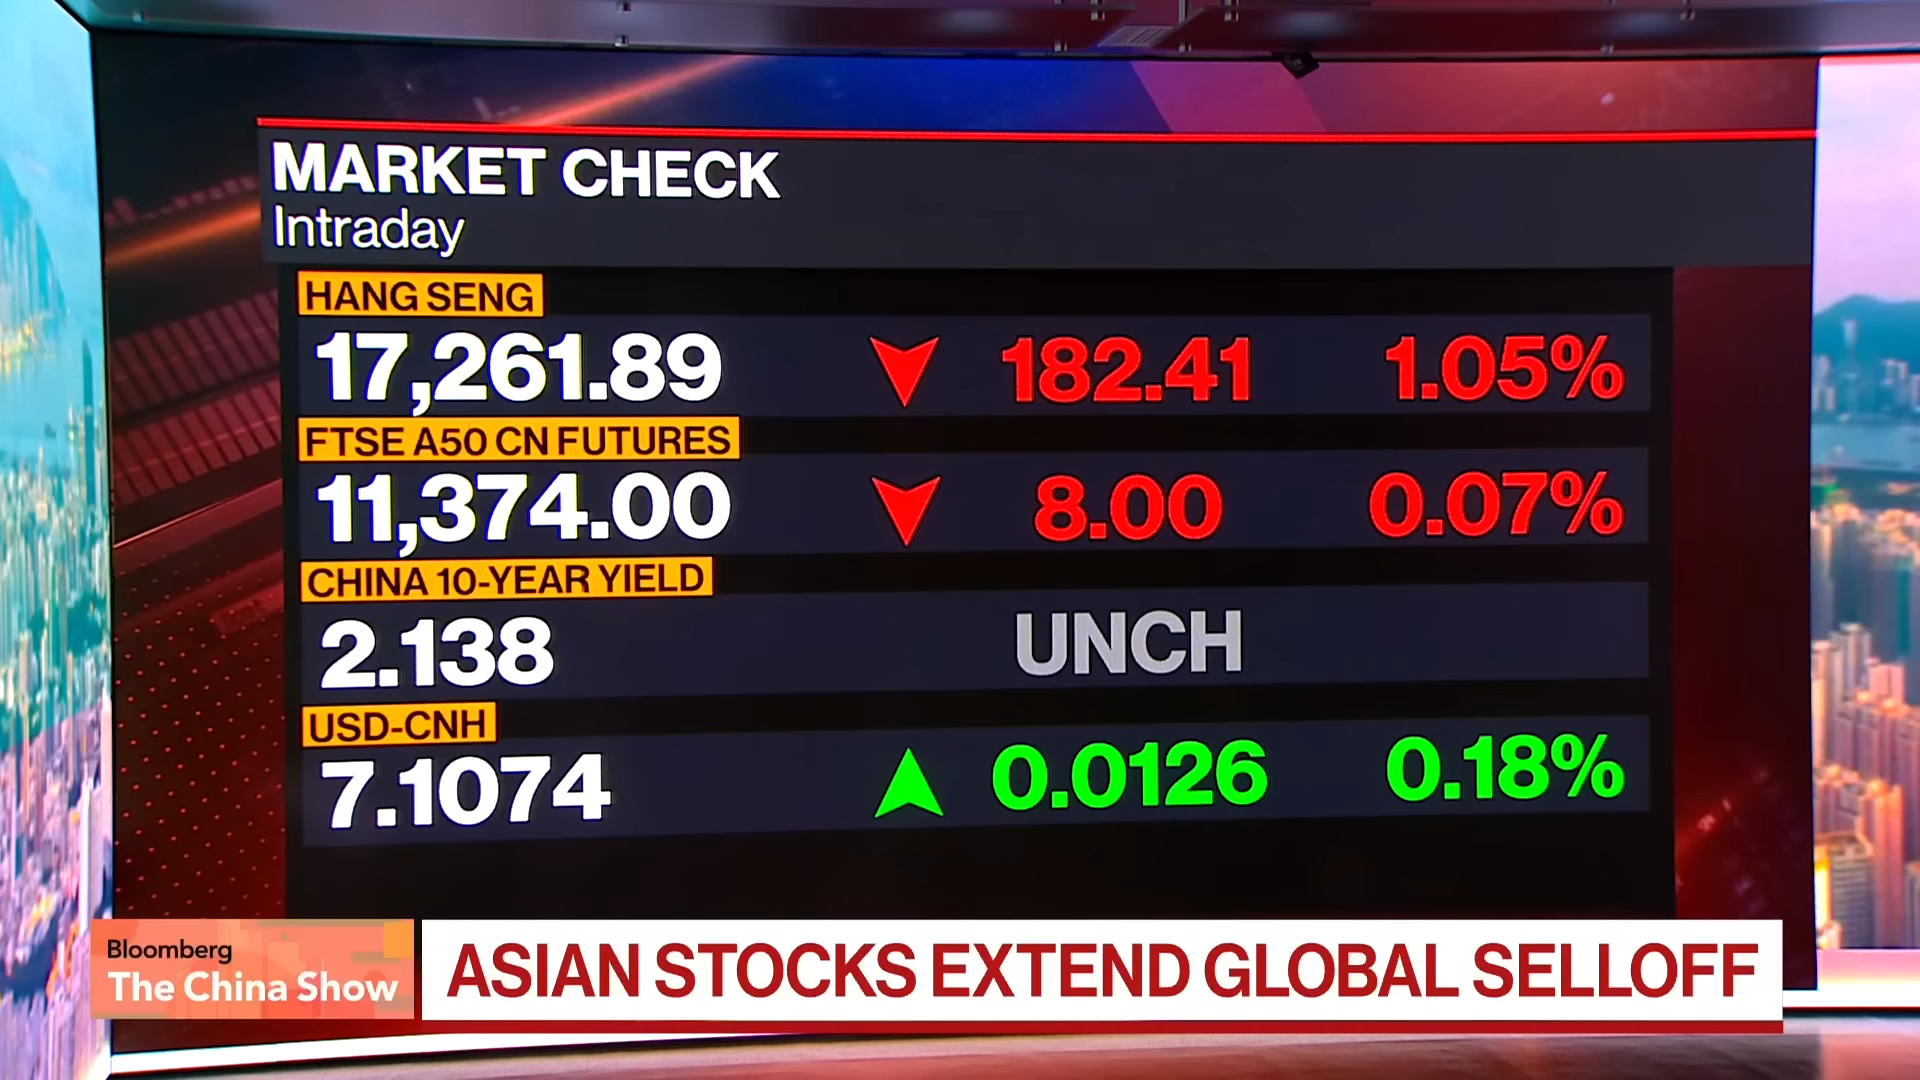 MARKET CHECK
Intraday
HANG SENG
17,261.89 182.41 1.05%
FTSE A50 CN FUTURES
11,374.00 8.00 0.07%
CHINA 10-YEAR YIELD
2.138 UNCH
USD-CNH
7.1074 0.0126 0.18%
Bloomberg
The China Show
ASIAN STOCKS EXTEND GLOBAL SELLOFF